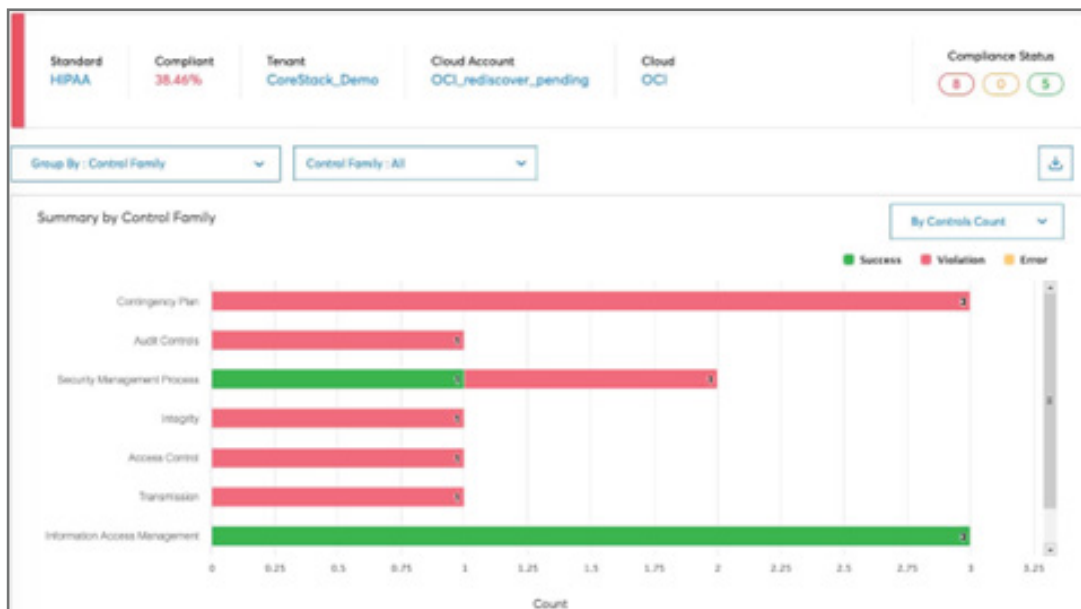 Standard Compliant Tenant Cloud Account Cloud Compliance Status
HIPAA 38.46% CoreStack_Demo OCI_rediscover_pending OCI 8 0 5
Group By : Control Family Control Family : All
Summary by Control Family By Controls Count
Success Violation Error
Contingency Plan 3
Audit Controls
Security Management Process
Integrity
Access Control
Transmission
Information Access Management 3
0 0.25 0.5 0.75 1 1.25 1.5 1.75 2 2.25 2.5 2.75 3 3.25
Count